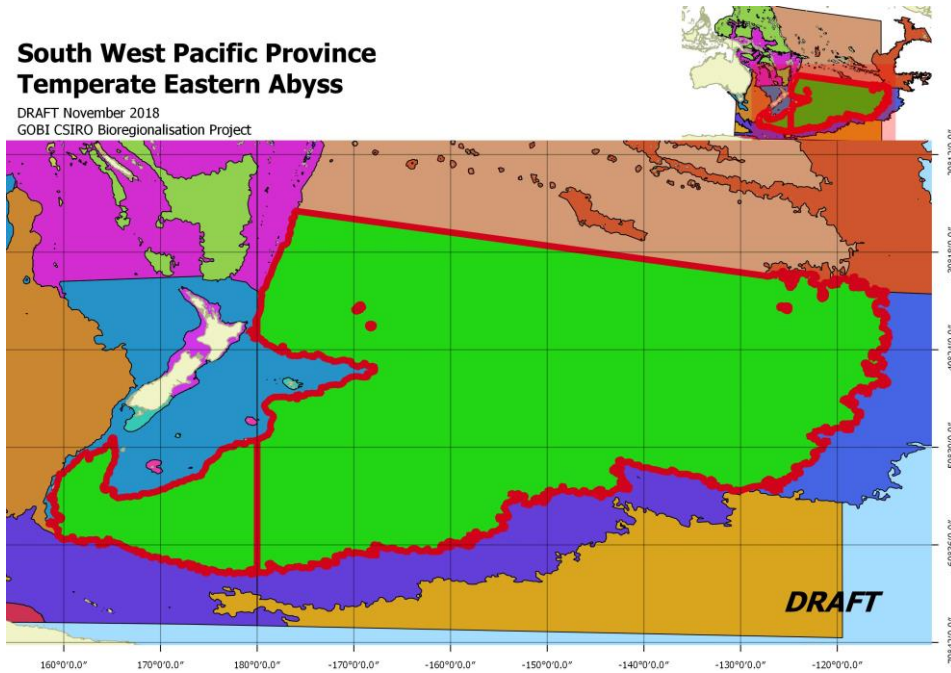 South West Pacific Province
Temperate Eastern Abyss
DRAFT November 2018
GOBI CSIRO Bioregionalisation Project
DRAFT
160°0'0.0" 170°0'0.0" 180°0'0.0" -170°0'0.0" -160°0'0.0" -150°0'0.0" -140°0'0.0" -130°0'0.0" -120°0'0.0"